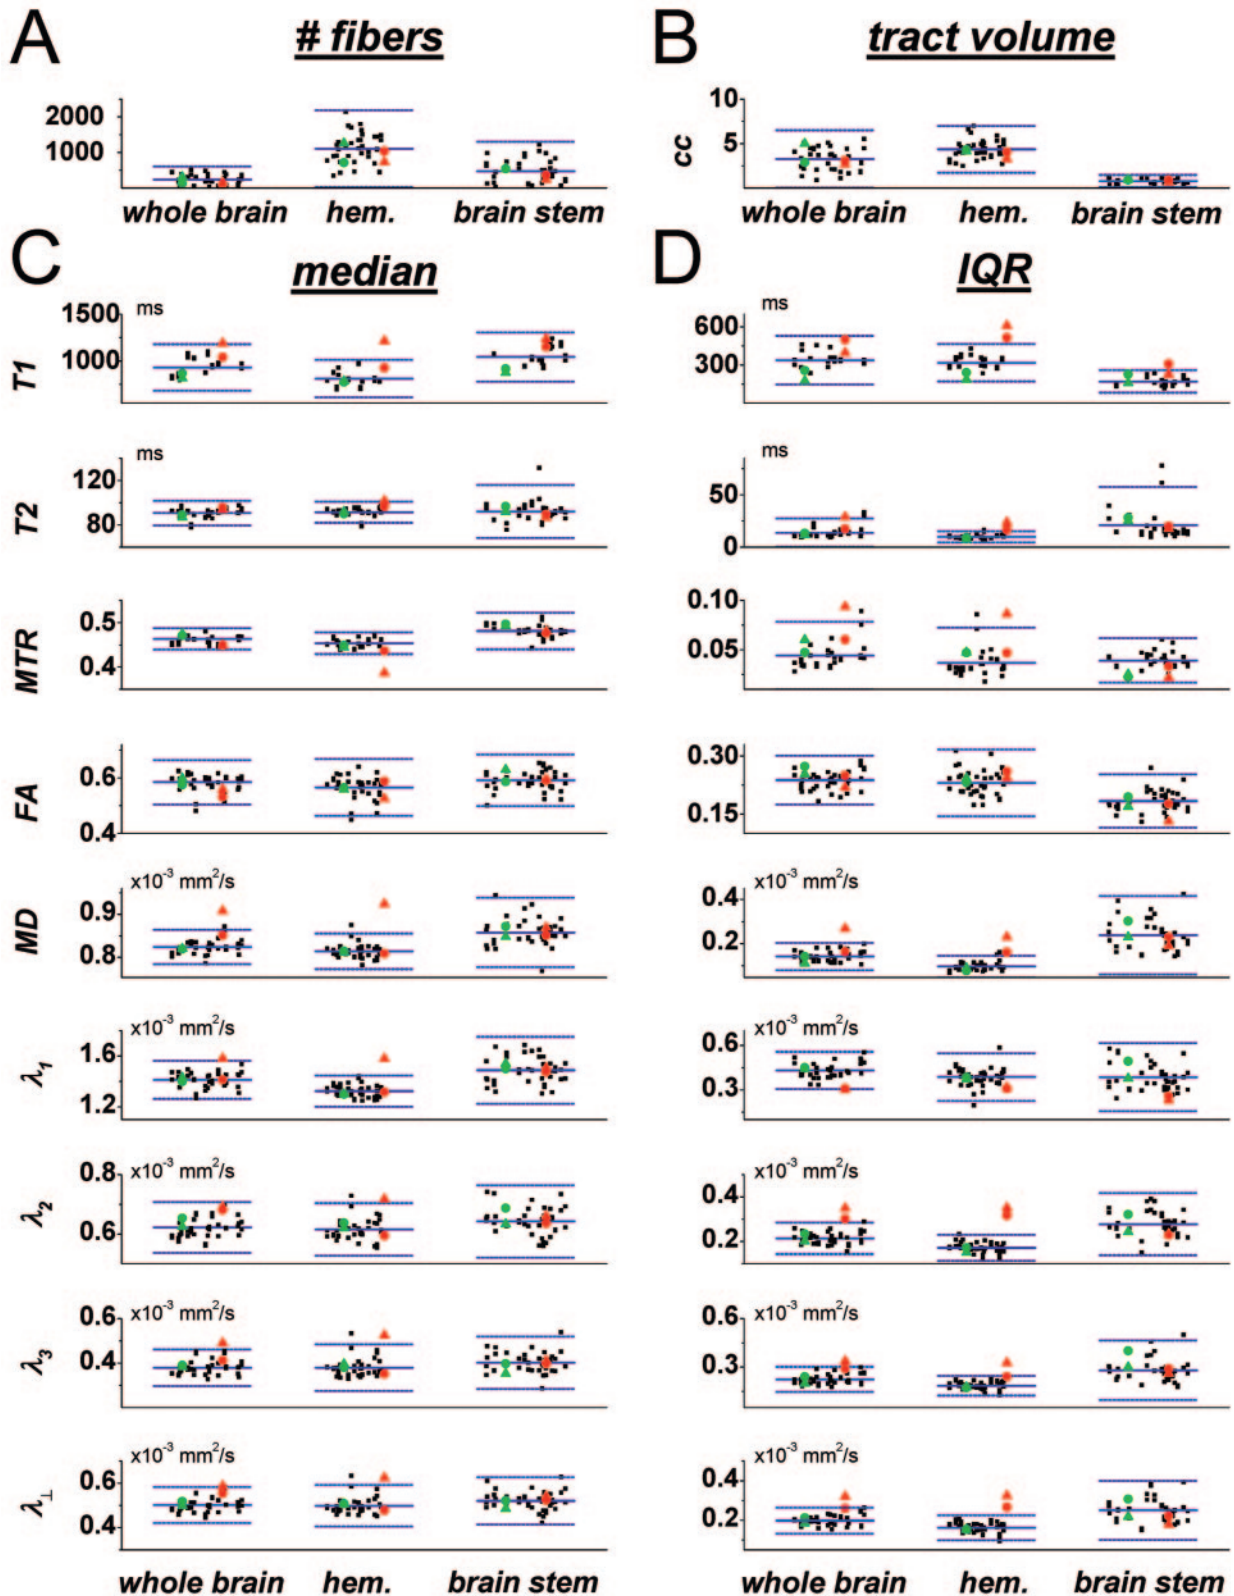 A # fibers
B tract volume
2000
1000
whole brain hem. brain stem
10
5
cc
whole brain hem. brain stem
C median
D IQR
T1
1500 ms
1000
ms
600
300
T2
ms
120
80
ms
50
0
MTR
0.5
0.4
0.10
0.05
FA
0.6
0.4
0.30
0.15
MD
x10⁻³ mm²/s
0.9
0.8
x10⁻³ mm²/s
0.4
0.2
λ₁
x10⁻³ mm²/s
1.6
1.2
x10⁻³ mm²/s
0.6
0.3
λ₂
x10⁻³ mm²/s
0.8
0.6
x10⁻³ mm²/s
0.4
0.2
λ₃
x10⁻³ mm²/s
0.6
0.4
x10⁻³ mm²/s
0.6
0.3
λ⊥
x10⁻³ mm²/s
0.6
0.4
x10⁻³ mm²/s
0.4
0.2
whole brain hem. brain stem
whole brain hem. brain stem